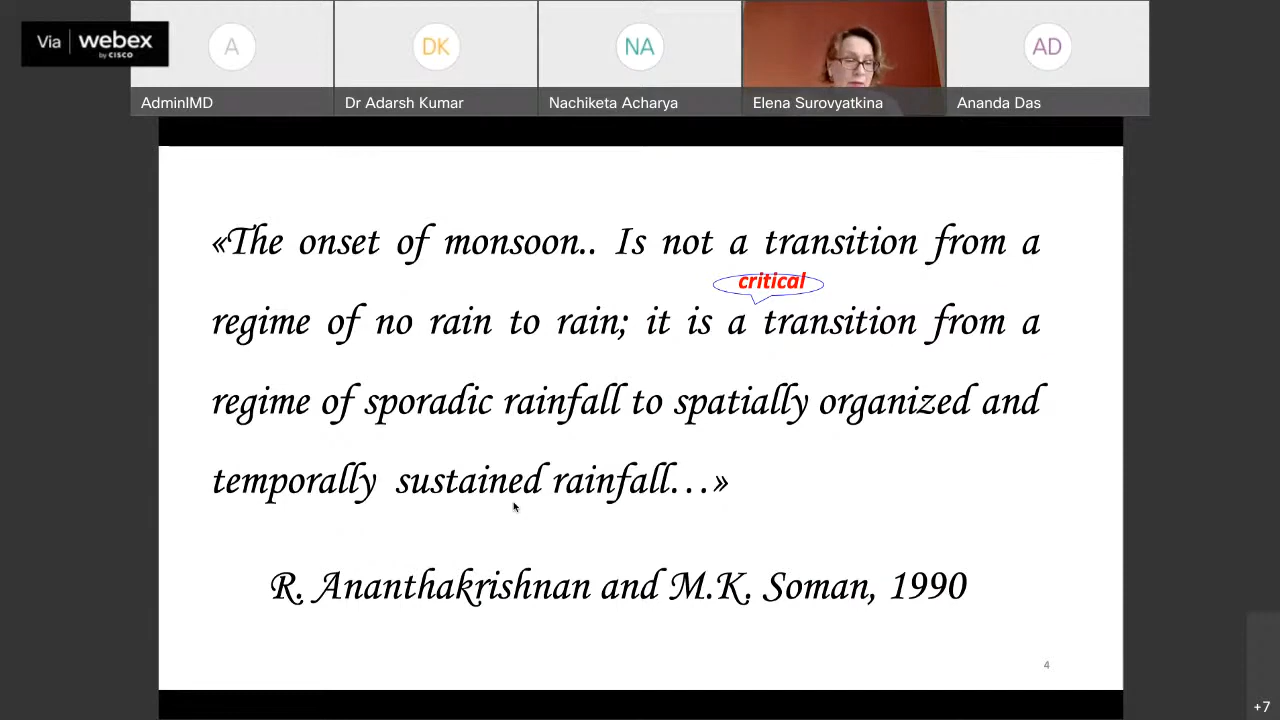 Via webex
by CISCO
A
DK
NA
AD
AdminIMD
Dr Adarsh Kumar
Nachiketa Acharya
Elena Surovyatkina
Ananda Das
«The onset of monsoon.. Is not a transition from a
critical
regime of no rain to rain; it is a transition from a
regime of sporadic rainfall to spatially organized and
temporally sustained rainfall...»
R. Ananthakrishnan and M.K. Soman, 1990
4
+7